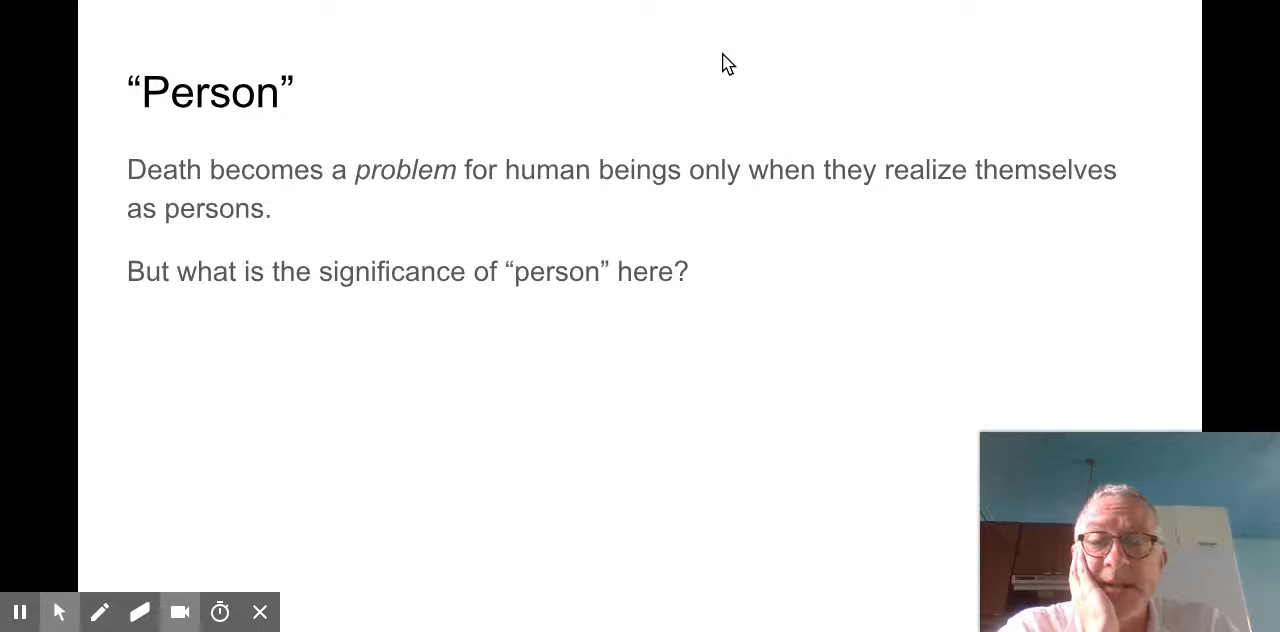 “Person”
Death becomes a problem for human beings only when they realize themselves
as persons.
But what is the significance of “person” here?